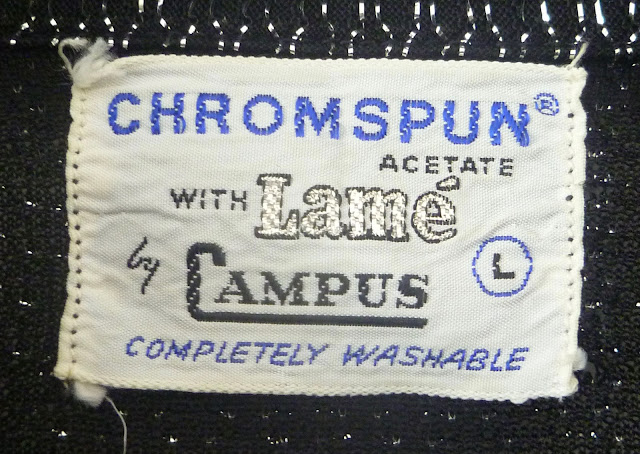 CHROMSPUN®
ACETATE
WITH Lamé
by CAMPUS
L
COMPLETELY WASHABLE